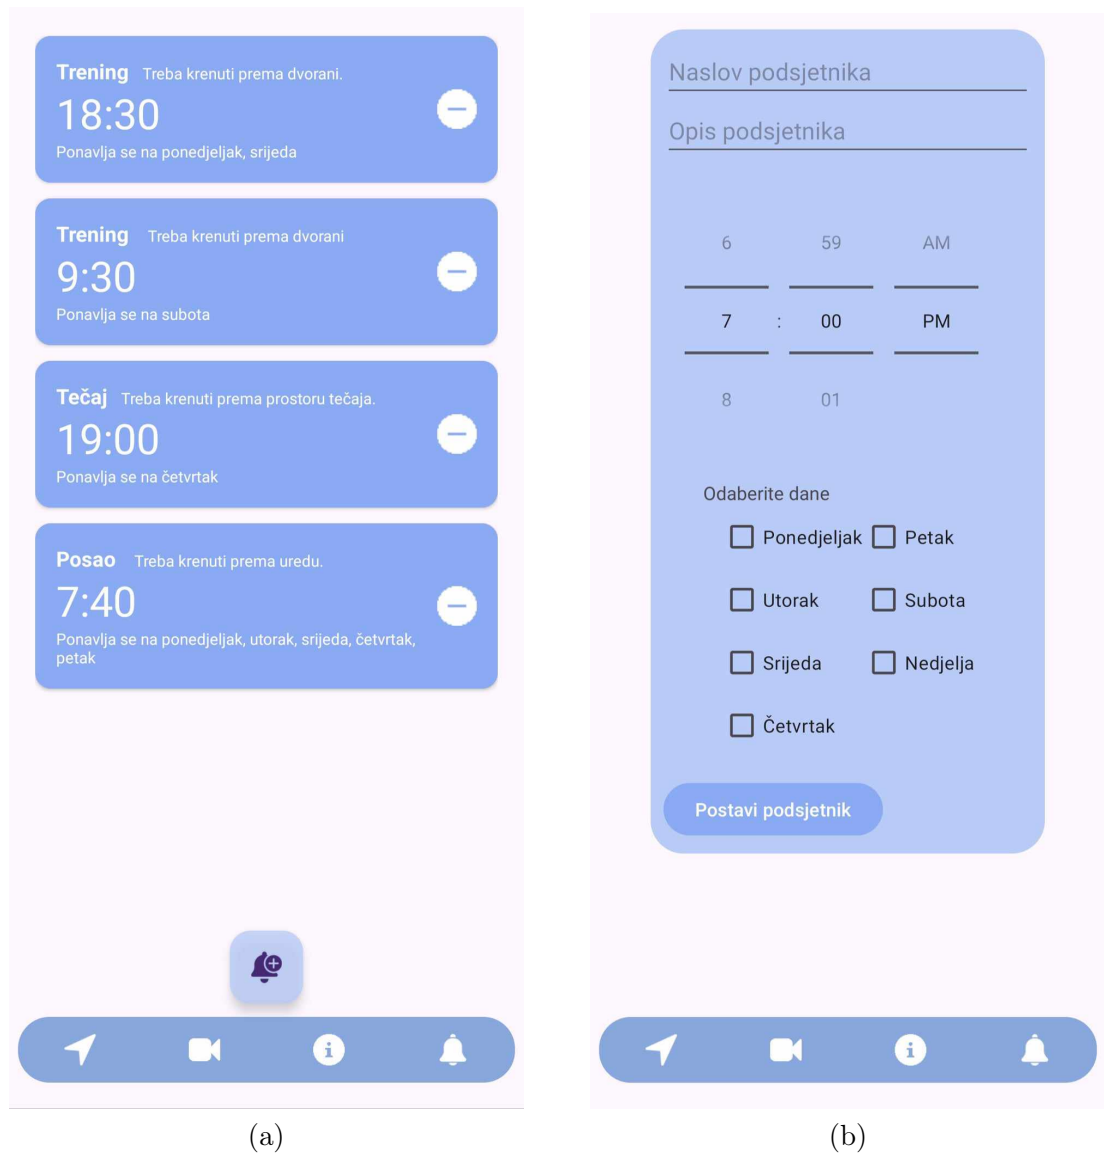 Trening Treba krenuti prema dvorani.
18:30
Ponavlja se na ponedjeljak, srijeda
Trening Treba krenuti prema dvorani
9:30
Ponavlja se na subota
Tečaj Treba krenuti prema prostoru tečaja.
19:00
Ponavlja se na četvrtak
Posao Treba krenuti prema uredu.
7:40
Ponavlja se na ponedjeljak, utorak, srijeda, četvrtak,
petak
(a)
Naslov podsjetnika
Opis podsjetnika
6 59 AM
7 : 00 PM
8 01
Odaberite dane
Ponedjeljak Petak
Utorak Subota
Srijeda Nedjelja
Četvrtak
Postavi podsjetnik
(b)